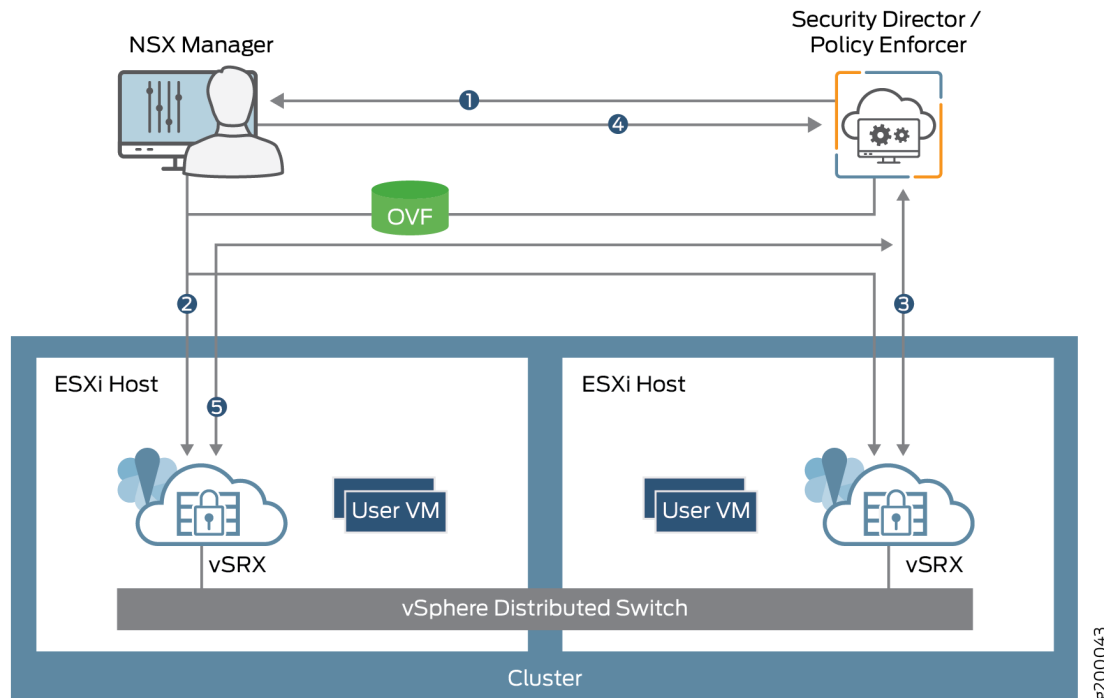 NSX Manager
Security Director /
Policy Enforcer
1
4
OVF
2
3
ESXi Host
ESXi Host
5
User VM
User VM
vSRX
vSRX
vSphere Distributed Switch
Cluster
g200043